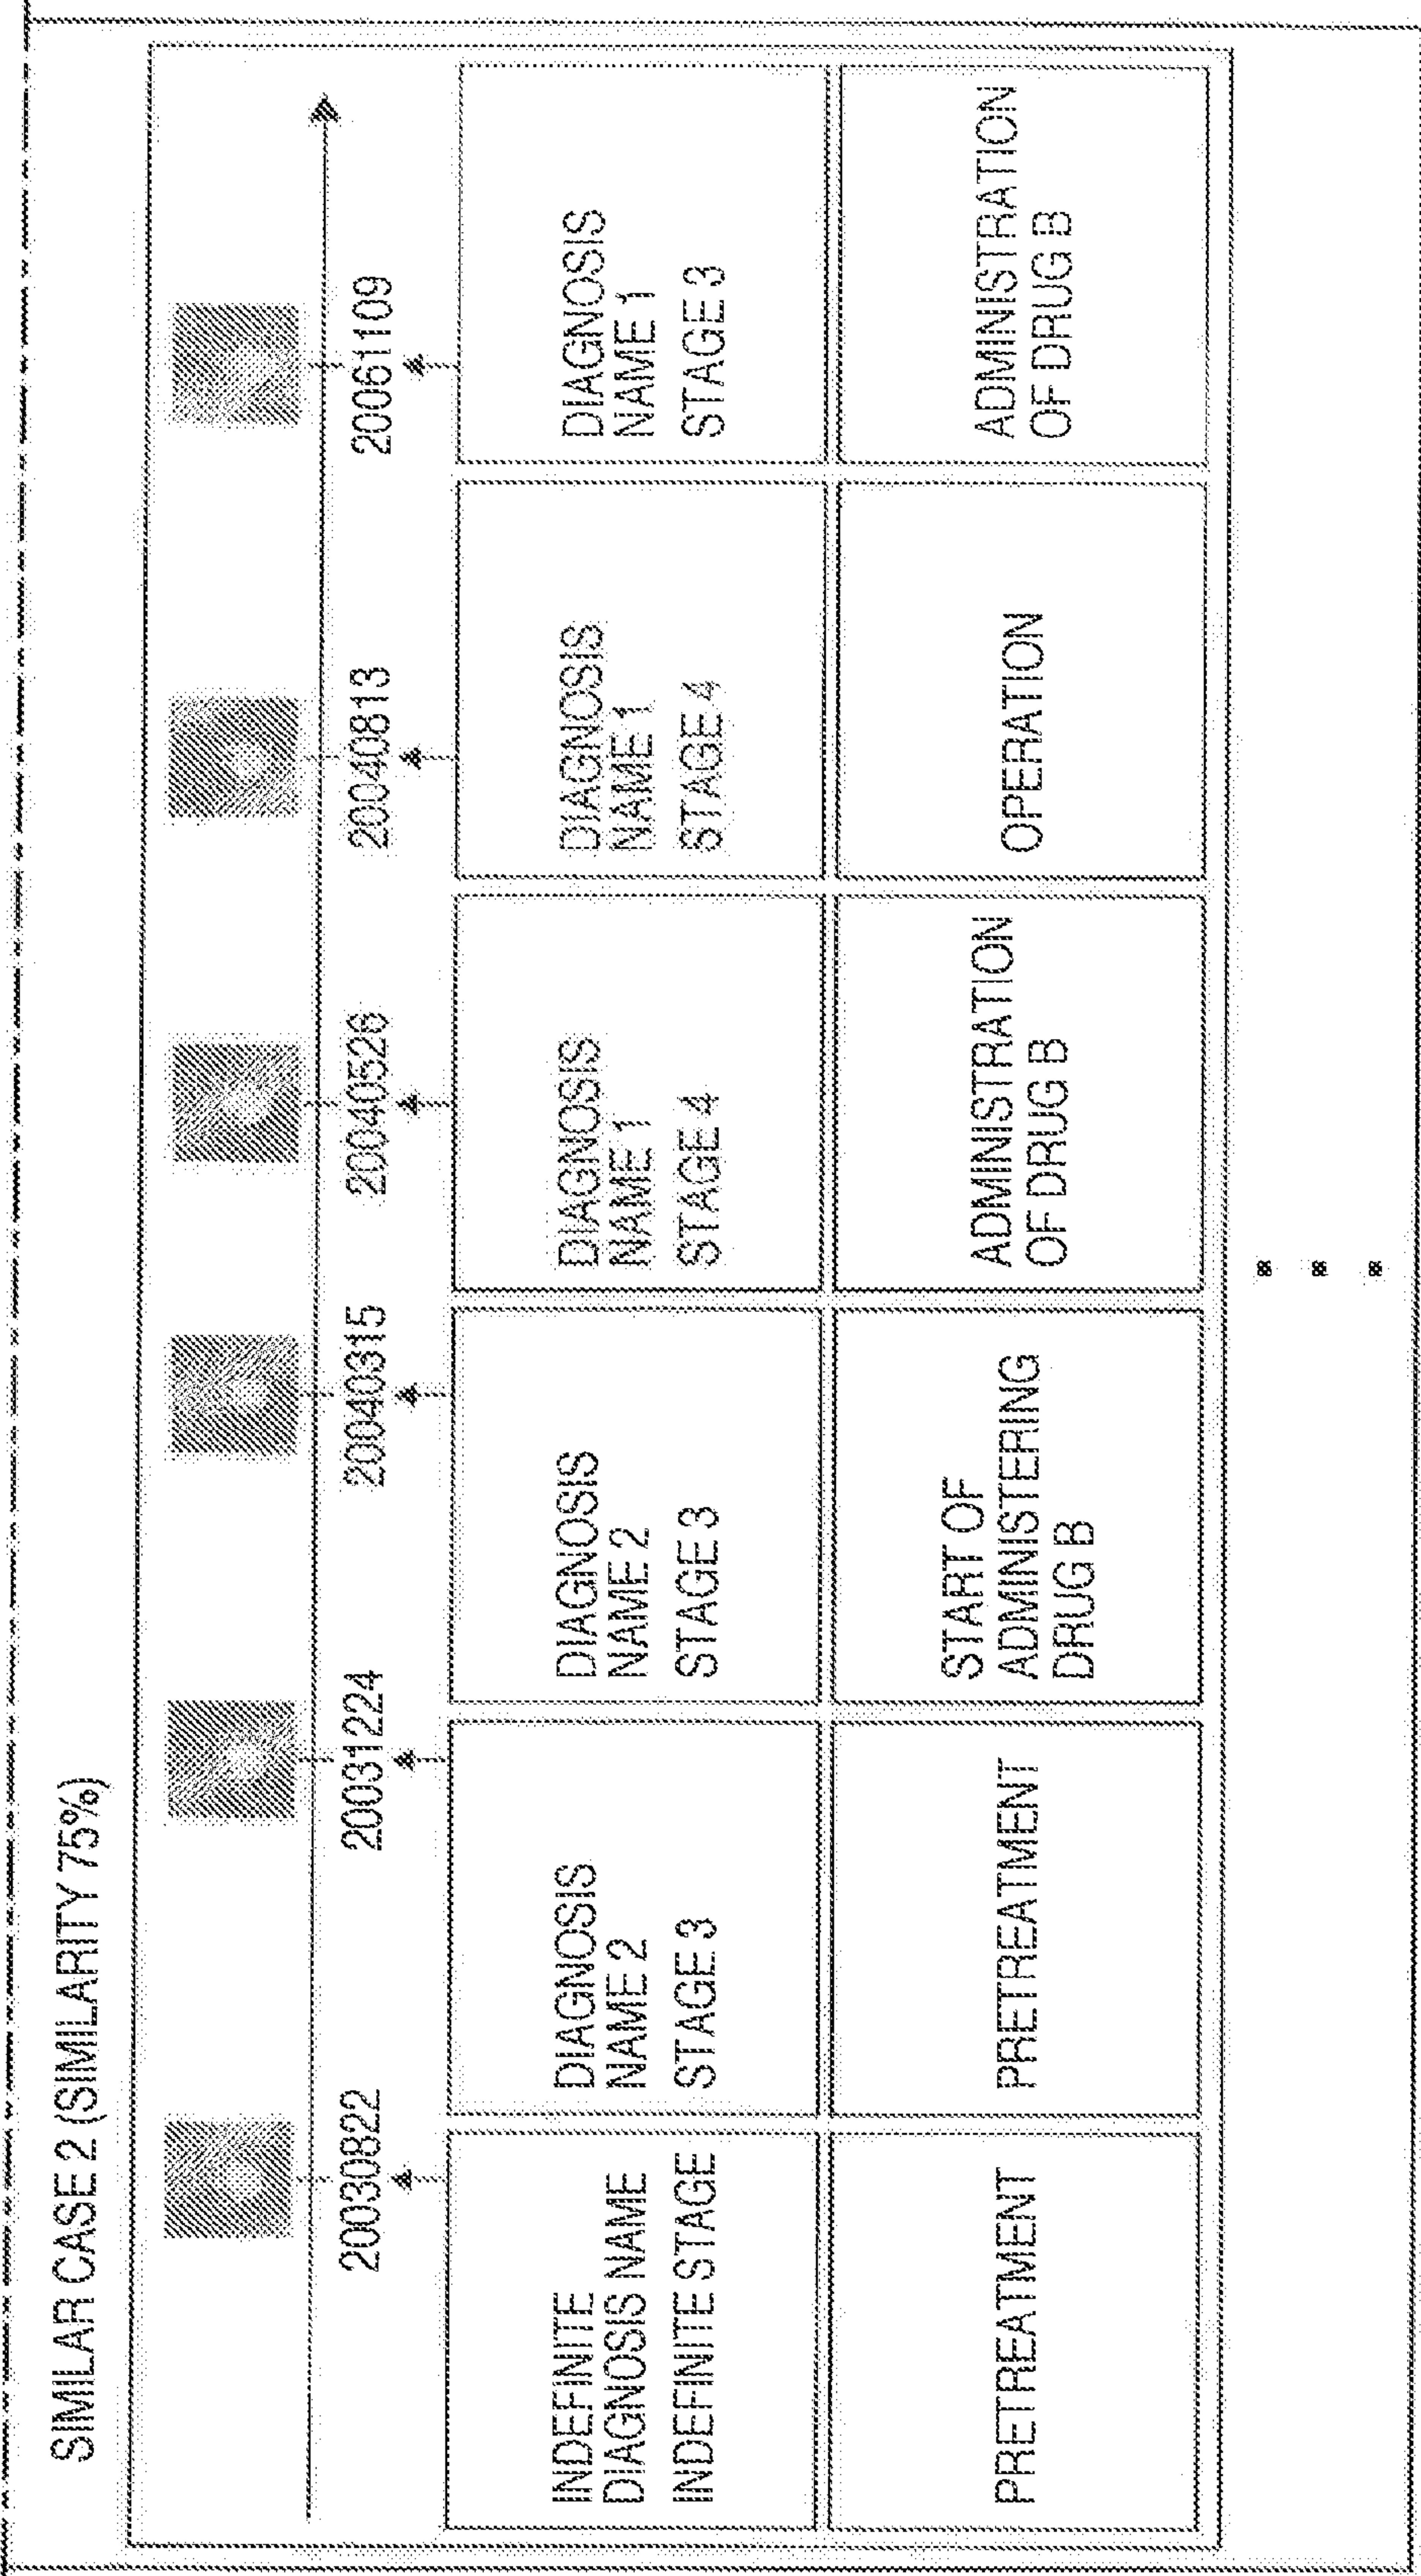 SIMILAR CASE 2 (SIMILARITY 75%)
20030822
20031224
20040315
20040526
20040813
20061109
INDEFINITE
DIAGNOSIS NAME
INDEFINITE STAGE
DIAGNOSIS
NAME 2
STAGE 3
DIAGNOSIS
NAME 2
STAGE 3
DIAGNOSIS
NAME 1
STAGE 4
DIAGNOSIS
NAME 1
STAGE 4
DIAGNOSIS
NAME 1
STAGE 3
PRETREATMENT
PRETREATMENT
START OF
ADMINISTERING
DRUG B
ADMINISTRATION
OF DRUG B
OPERATION
ADMINISTRATION
OF DRUG B